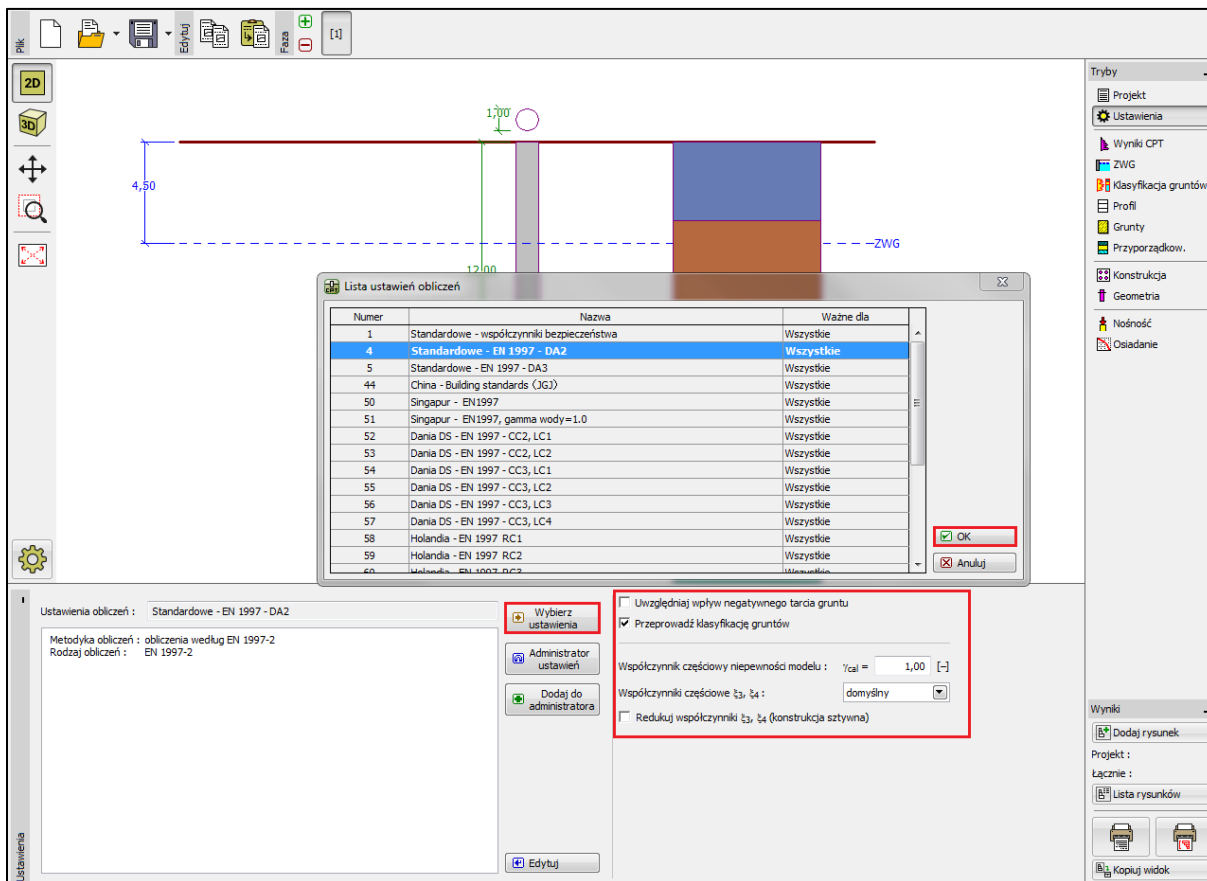 Plik
Edytuj
Faza
[1]
2D
3D
1,00
4,50
12,00
ZWG
Tryby
Projekt
Ustawienia
Wyniki CPT
ZWG
Klasyfikacja gruntów
Profil
Grunty
Przyporządkow.
Konstrukcja
Geometria
Nośność
Osiadanie
Lista ustawień obliczeń
Numer Nazwa Ważne dla
1 Standardowe - współczynniki bezpieczeństwa Wszystkie
4 Standardowe - EN 1997 - DA2 Wszystkie
5 Standardowe - EN 1997 - DA3 Wszystkie
44 China - Building standards (JGJ) Wszystkie
50 Singapur - EN1997 Wszystkie
51 Singapur - EN1997, gamma wody=1.0 Wszystkie
52 Dania DS - EN 1997 - CC2, LC1 Wszystkie
53 Dania DS - EN 1997 - CC2, LC2 Wszystkie
54 Dania DS - EN 1997 - CC3, LC1 Wszystkie
55 Dania DS - EN 1997 - CC3, LC2 Wszystkie
56 Dania DS - EN 1997 - CC3, LC3 Wszystkie
57 Dania DS - EN 1997 - CC3, LC4 Wszystkie
58 Holandia - EN 1997 RC1 Wszystkie
59 Holandia - EN 1997 RC2 Wszystkie
60 Holandia - EN 1997 RC3 Wszystkie
OK
Anuluj
Ustawienia obliczeń : Standardowe - EN 1997 - DA2
Metodyka obliczeń : obliczenia według EN 1997-2
Rodzaj obliczeń : EN 1997-2
Wybierz
ustawienia
Administrator
ustawień
Dodaj do
administratora
Edytuj
Uwzględniaj wpływ negatywnego tarcia gruntu
Przeprowadź klasyfikację gruntów
Współczynnik częściowy niepewności modelu : γcal = 1,00 [–]
Współczynniki częściowe ξ3, ξ4 : domyślny
Redukuj współczynniki ξ3, ξ4 (konstrukcja sztywna)
Ustawienia
Wyniki
Dodaj rysunek
Projekt :
Łącznie :
Lista rysunków
Kopiuj widok